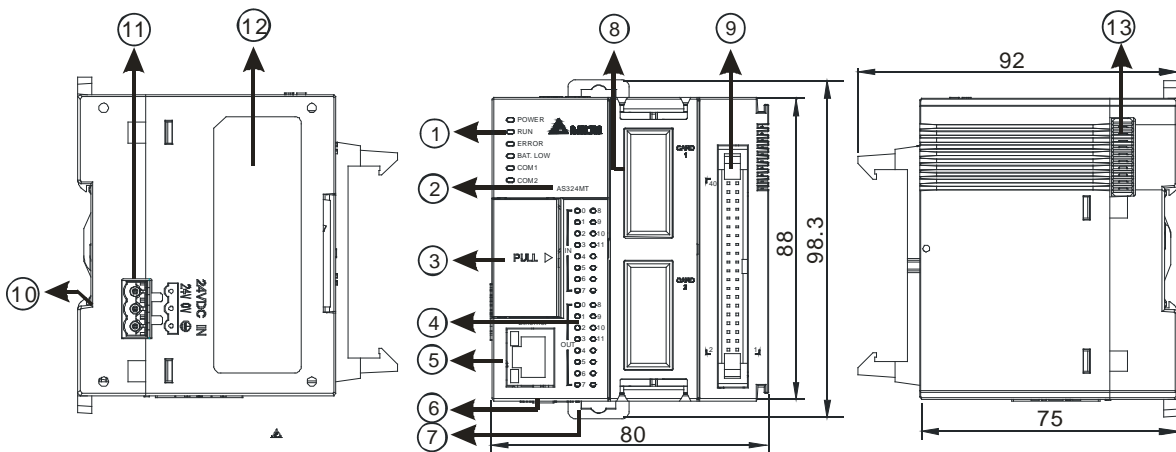 11
12
8
9
13
92
POWER
RUN
ERROR
BAT. LOW
COM1
COM2
1
2
AS324MT
CARD
1
40
0 8
1 9
2 10
3 11
4
5
6
7
IN
3
PULL
CARD
2
88
98.3
10
24V 0V
24VDC IN
4
0 8
1 9
2 10
3 11
4
5
6
7
OUT
2 1
5
6
7
80
75